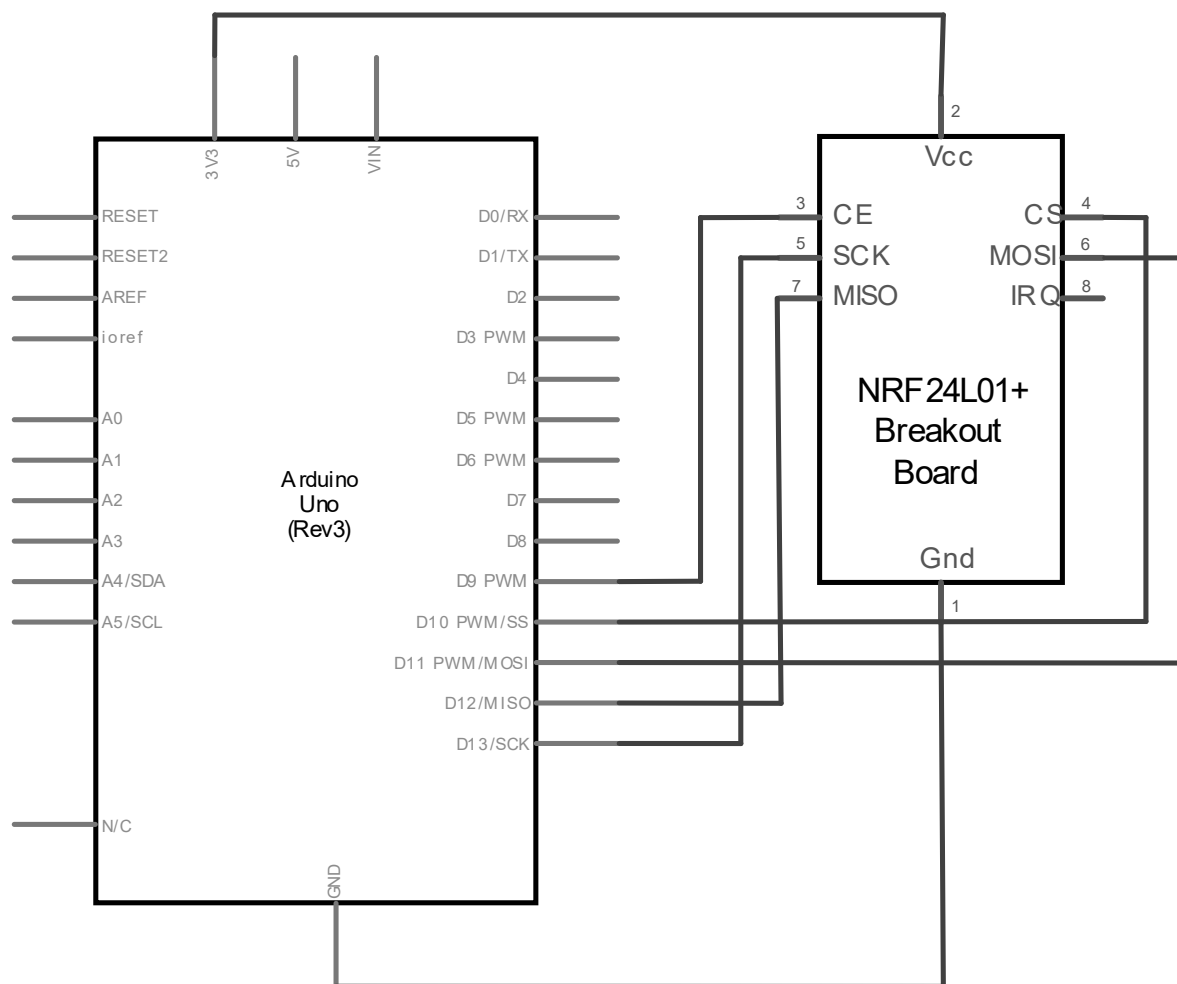 3V3
5V
VIN
RESET
RESET2
AREF
ioref
A0
A1
A2
A3
A4/SDA
A5/SCL
N/C
Arduino
Uno
(Rev3)
D0/RX
D1/TX
D2
D3 PWM
D4
D5 PWM
D6 PWM
D7
D8
D9 PWM
D10 PWM/SS
D11 PWM/MOSI
D12/MISO
D13/SCK
GND
2
Vcc
3 CE CS 4
5 SCK MOSI 6
7 MISO IRQ 8
NRF24L01+
Breakout
Board
Gnd
1